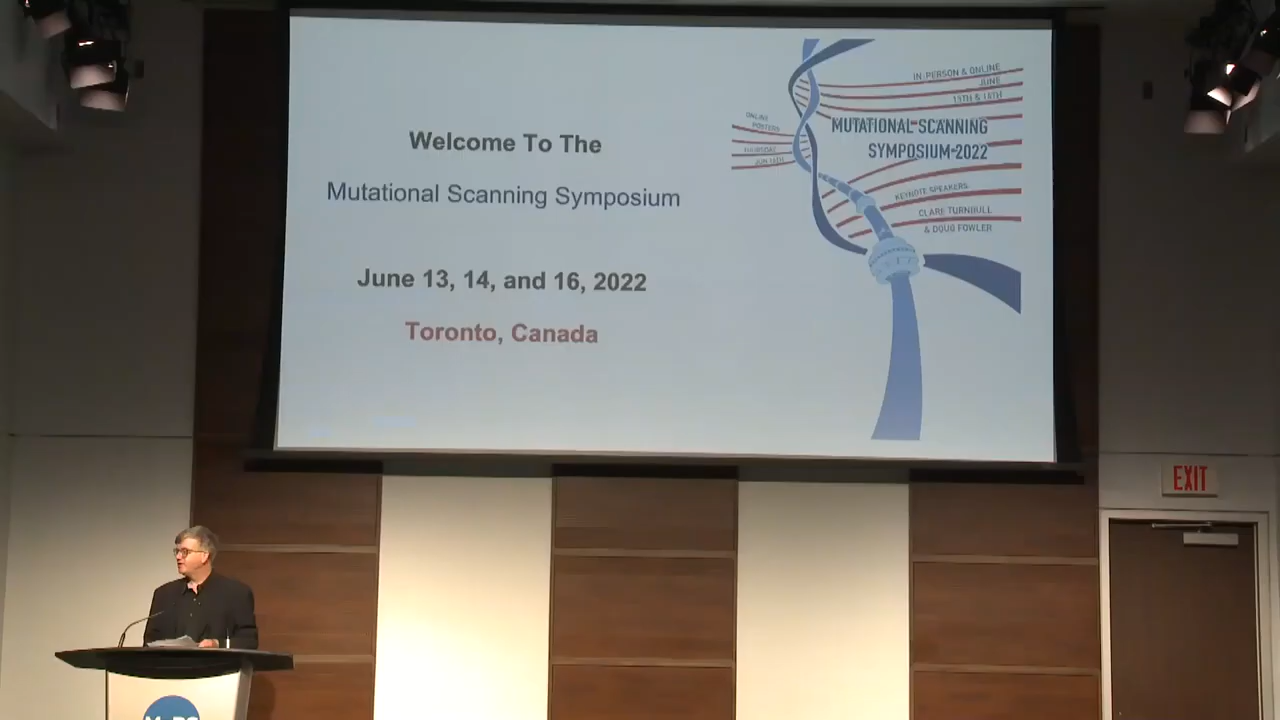 Welcome To The
Mutational Scanning Symposium
June 13, 14, and 16, 2022
Toronto, Canada
IN-PERSON & ONLINE
JUNE
13TH & 14TH
MUTATIONAL SCANNING
SYMPOSIUM 2022
KEYNOTE SPEAKERS
CLARE TURNBULL
& DOUG FOWLER
ONLINE
POSTERS
THURSDAY
JUN 16TH
EXIT